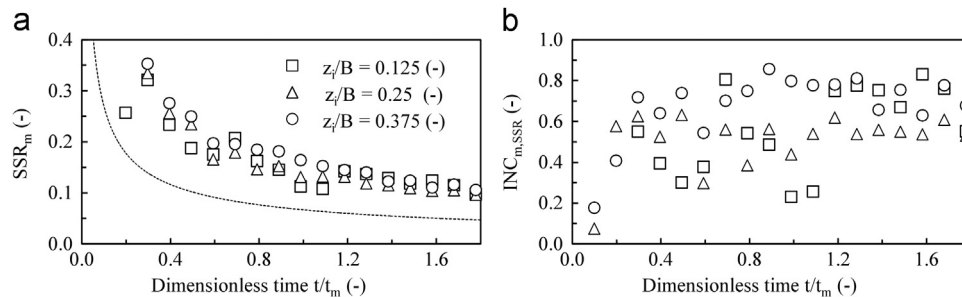 a
SSRm (-)
0.4
0.3
0.2
0.1
0.0
zi/B = 0.125 (-)
zi/B = 0.25 (-)
zi/B = 0.375 (-)
0.0 0.4 0.8 1.2 1.6
Dimensionless time t/tm (-)
b
INCm,SSR (-)
1.0
0.8
0.6
0.4
0.2
0.0
0.0 0.4 0.8 1.2 1.6
Dimensionless time t/tm (-)